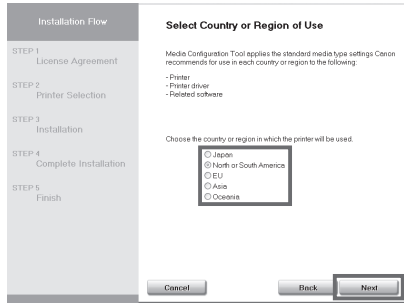 Installation Flow
STEP 1
License Agreement
STEP 2
Printer Selection
STEP 3
Installation
STEP 4
Complete Installation
STEP 5
Finish
Select Country or Region of Use
Media Configuration Tool applies the standard media type settings Canon
recommends for use in each country or region to the following:
- Printer
- Printer driver
- Related software
Choose the country or region in which the printer will be used.
Japan
North or South America
EU
Asia
Oceania
Cancel
Back
Next